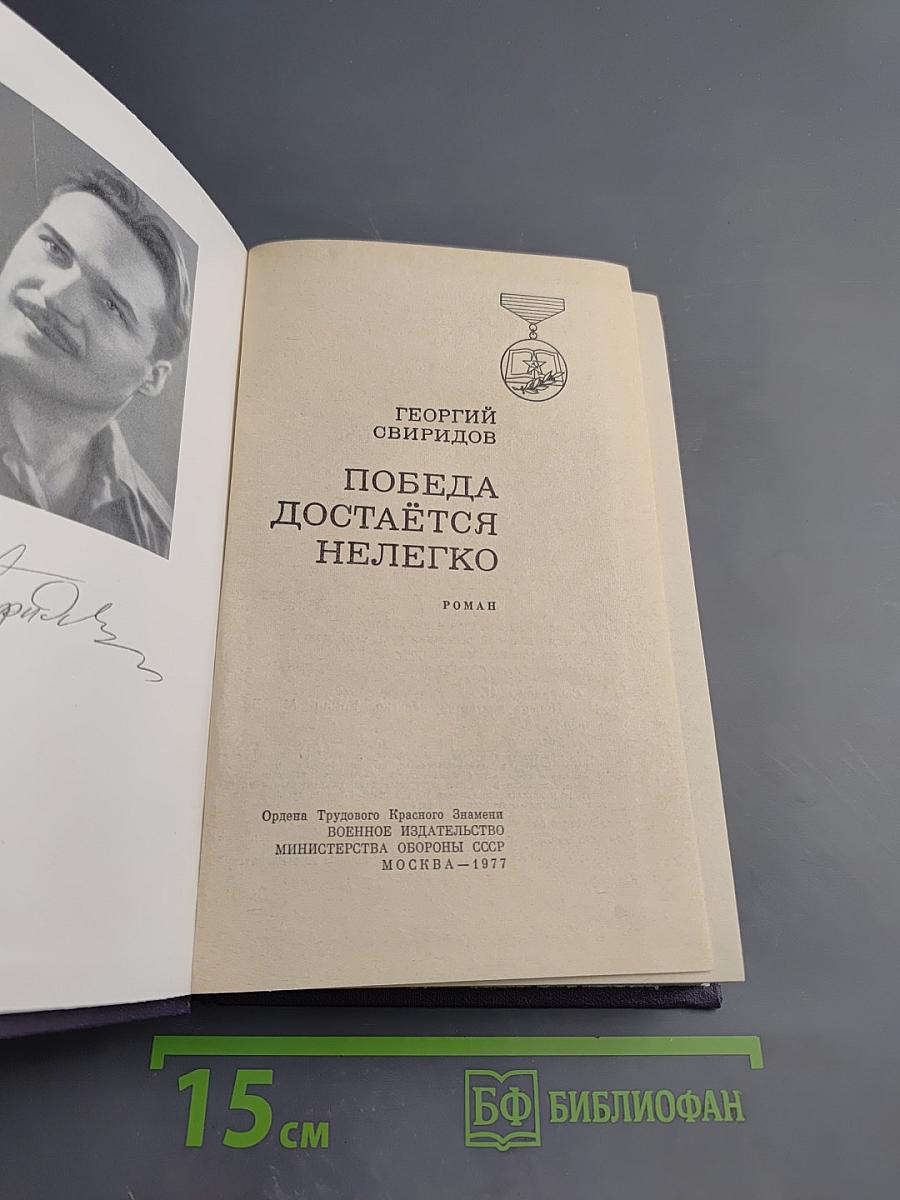 ГЕОРГИЙ
СВИРИДОВ
ПОБЕДА
ДОСТАЁТСЯ
НЕЛЕГКО
РОМАН
Ордена Трудового Красного Знамени
ВОЕННОЕ ИЗДАТЕЛЬСТВО
МИНИСТЕРСТВА ОБОРОНЫ СССР
МОСКВА—1977
15 см
БФ БИБЛИОФАН